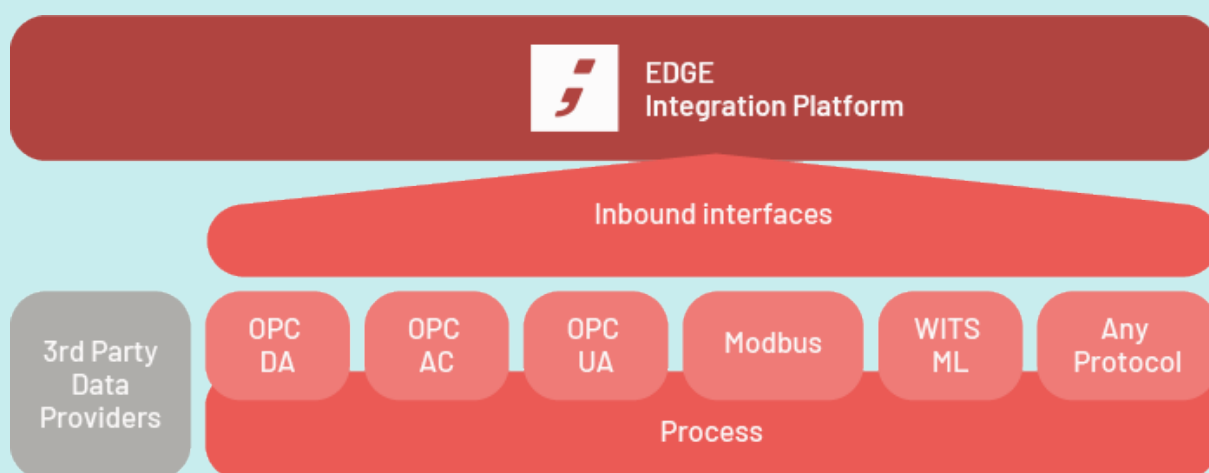 EDGE
Integration Platform
Inbound interfaces
3rd Party
Data
Providers
OPC
DA
OPC
AC
OPC
UA
Modbus
WITS
ML
Any
Protocol
Process